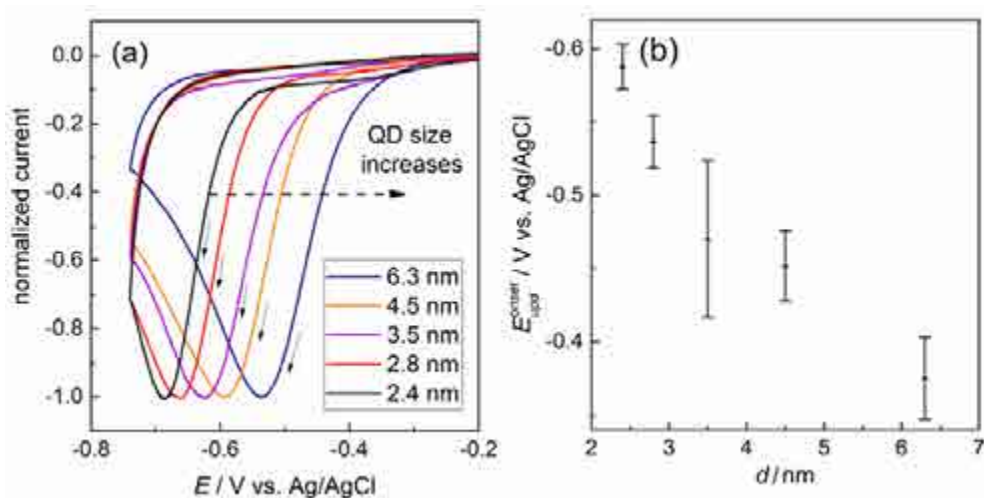 (a)
normalized current
0.0
-0.2
-0.4
-0.6
-0.8
-1.0
QD size
increases
6.3 nm
4.5 nm
3.5 nm
2.8 nm
2.4 nm
-0.8
-0.6
-0.4
-0.2
E / V vs. Ag/AgCl
(b)
E upd onset / V vs. Ag/AgCl
-0.6
-0.5
-0.4
2
3
4
5
6
7
d / nm